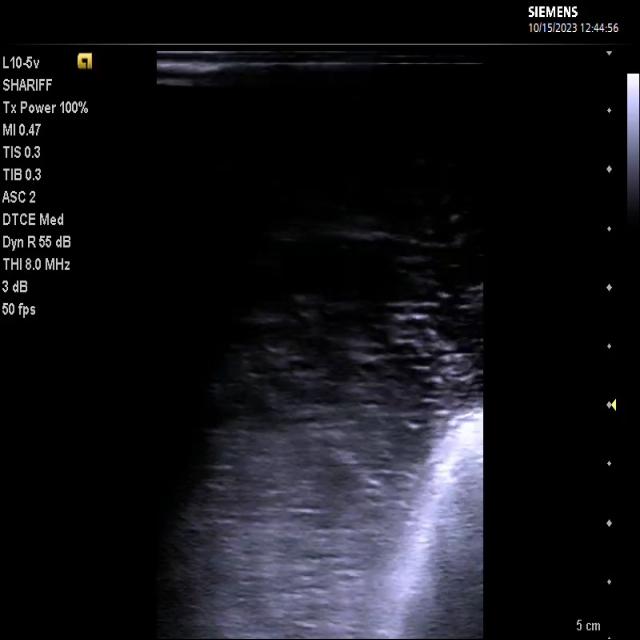 SIEMENS
10/15/2023 12:44:56
L10-5v
SHARIFF
Tx Power 100%
MI 0.47
TIS 0.3
TIB 0.3
ASC 2
DTCE Med
Dyn R 55 dB
THI 8.0 MHz
3 dB
50 fps
5 cm